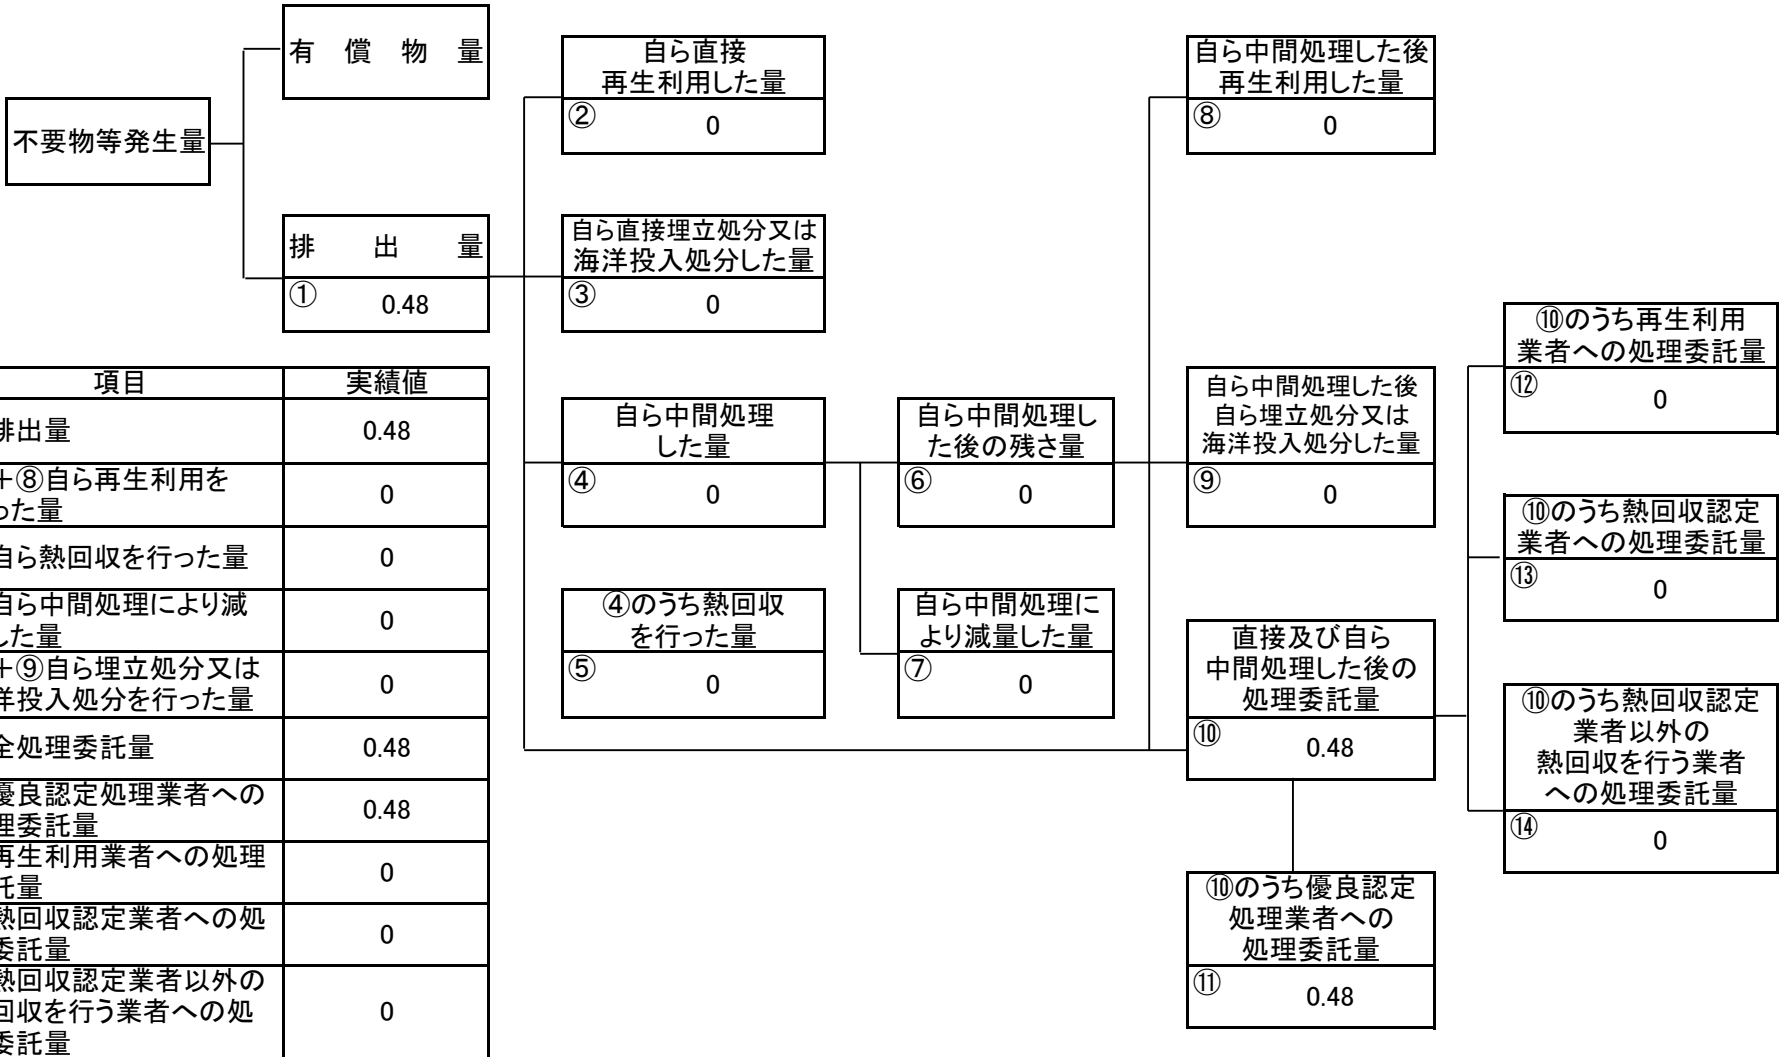 有償物量
不要物等発生量
排出量
① 0.48
自ら直接
再生利用した量
② 0
自ら直接埋立処分又は
海洋投入処分した量
③ 0
自ら中間処理
した量
④ 0
④のうち熱回収
を行った量
⑤ 0
自ら中間処理し
た後の残さ量
⑥ 0
自ら中間処理に
より減量した量
⑦ 0
自ら中間処理した後
再生利用した量
⑧ 0
自ら中間処理した後
自ら埋立処分又は
海洋投入処分した量
⑨ 0
直接及び自ら
中間処理した後の
処理委託量
⑩ 0.48
⑩のうち優良認定
処理業者への
処理委託量
⑪ 0.48
⑩のうち再生利用
業者への処理委託量
⑫ 0
⑩のうち熱回収認定
業者への処理委託量
⑬ 0
⑩のうち熱回収認定
業者以外の
熱回収を行う業者
への処理委託量
⑭ 0
項目 実績値
排出量 0.48
+⑧自ら再生利用を
った量 0
自ら熱回収を行った量 0
自ら中間処理により減
した量 0
+⑨自ら埋立処分又は
洋投入処分を行った量 0
全処理委託量 0.48
優良認定処理業者への
理委託量 0.48
再生利用業者への処理
託量 0
熱回収認定業者への処
委託量 0
熱回収認定業者以外の
回収を行う業者への処
委託量 0